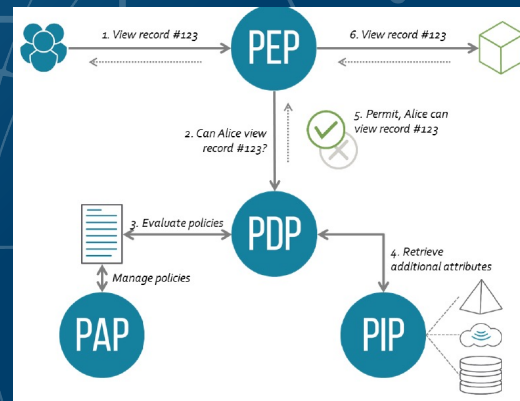 1. View record #123
PEP
6. View record #123
2. Can Alice view
record #123?
5. Permit, Alice can
view record #123
3. Evaluate policies
PDP
4. Retrieve
additional attributes
Manage policies
PAP
PIP